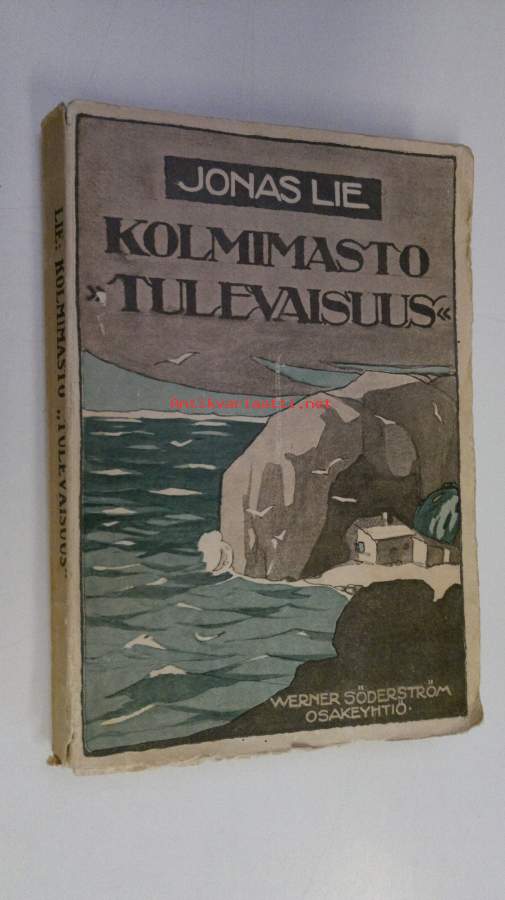 JONAS LIE
KOLMIMASTO
»TULEVAISUUS«
Antikvariaatti.net
WERNER SÖDERSTRÖM
OSAKEYHTIÖ.
LIE: KOLMIMASTO „TULEVAISUUS"